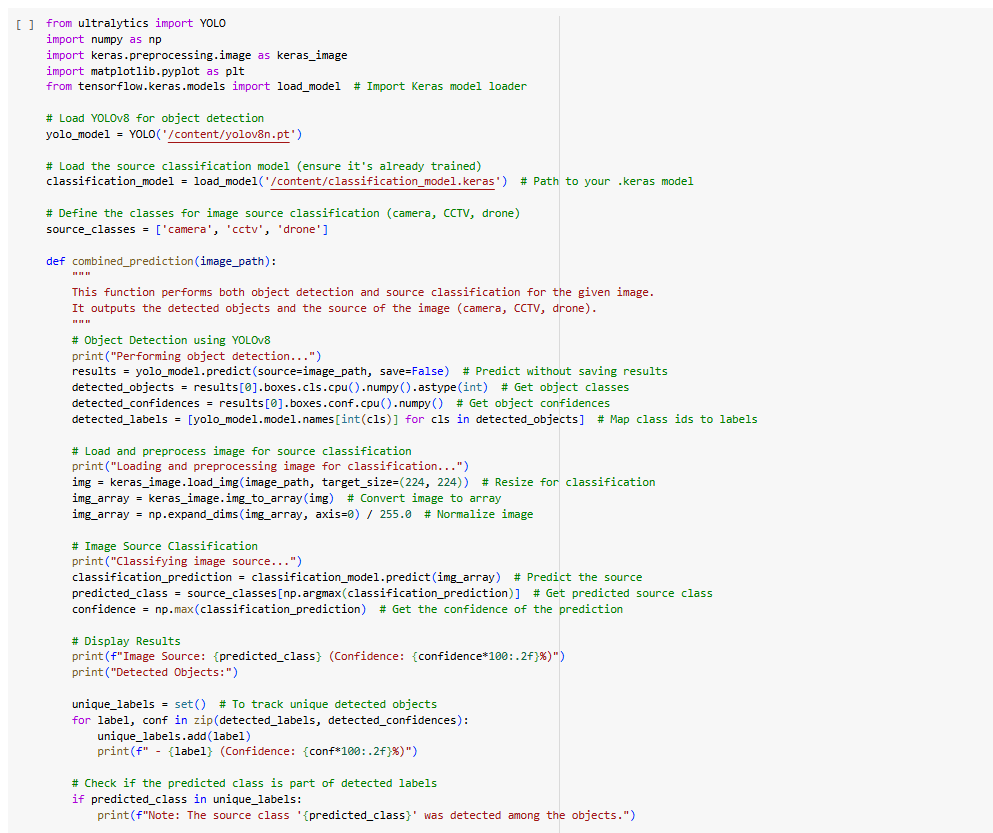 [ ] from ultralytics import YOLO
import numpy as np
import keras.preprocessing.image as keras_image
import matplotlib.pyplot as plt
from tensorflow.keras.models import load_model  # Import Keras model loader

# Load YOLOv8 for object detection
yolo_model = YOLO('/content/yolov8n.pt')

# Load the source classification model (ensure it's already trained)
classification_model = load_model('/content/classification_model.keras')  # Path to your .keras model

# Define the classes for image source classification (camera, CCTV, drone)
source_classes = ['camera', 'cctv', 'drone']

def combined_prediction(image_path):
    """
    This function performs both object detection and source classification for the given image.
    It outputs the detected objects and the source of the image (camera, CCTV, drone).
    """
    # Object Detection using YOLOv8
    print("Performing object detection...")
    results = yolo_model.predict(source=image_path, save=False)  # Predict without saving results
    detected_objects = results[0].boxes.cls.cpu().numpy().astype(int)  # Get object classes
    detected_confidences = results[0].boxes.conf.cpu().numpy()  # Get object confidences
    detected_labels = [yolo_model.model.names[int(cls)] for cls in detected_objects]  # Map class ids to labels

    # Load and preprocess image for source classification
    print("Loading and preprocessing image for classification...")
    img = keras_image.load_img(image_path, target_size=(224, 224))  # Resize for classification
    img_array = keras_image.img_to_array(img)  # Convert image to array
    img_array = np.expand_dims(img_array, axis=0) / 255.0  # Normalize image

    # Image Source Classification
    print("Classifying image source...")
    classification_prediction = classification_model.predict(img_array)  # Predict the source
    predicted_class = source_classes[np.argmax(classification_prediction)]  # Get predicted source class
    confidence = np.max(classification_prediction)  # Get the confidence of the prediction

    # Display Results
    print(f"Image Source: {predicted_class} (Confidence: {confidence*100:.2f}%)")
    print("Detected Objects:")

    unique_labels = set()  # To track unique detected objects
    for label, conf in zip(detected_labels, detected_confidences):
        unique_labels.add(label)
        print(f" - {label} (Confidence: {conf*100:.2f}%)")

    # Check if the predicted class is part of detected labels
    if predicted_class in unique_labels:
        print(f"Note: The source class '{predicted_class}' was detected among the objects.")